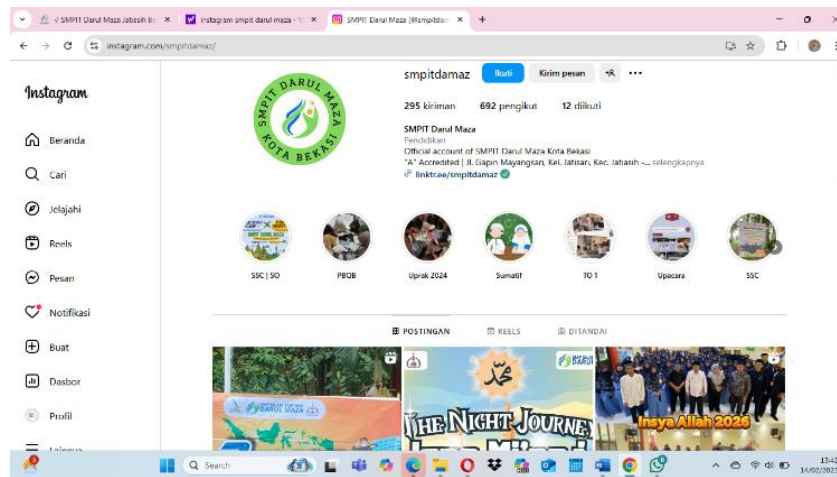 √ SMPIT Darul Maza Jatiasih Be
instagram smpit darul maza - Y
SMPIT Darul Maza (@smpitdam
instagram.com/smpitdamaz/
Instagram
Beranda
Cari
Jelajahi
Reels
Pesan
Notifikasi
Buat
Dasbor
Profil
SMPIT DARUL MAZA
KOTA BEKASI
smpitdamaz
Ikuti
Kirim pesan
295 kiriman 692 pengikut 12 diikuti
SMPIT Darul Maza
Pendidikan
Official account of SMPIT Darul Maza Kota Bekasi
"A" Accredited | Jl. Gapin Mayangsari, Kel. Jatisari, Kec. Jatiasih -... selengkapnya
linktr.ee/smpitdamaz
SSC | SO
PBQB
Uprak 2024
Sumatif
TO 1
Upacara
SSC
POSTINGAN
REELS
DITANDAI
DARUL MAZA
محمد
THE NIGHT JOURNEY
Insya Allah 2026
Search
13:42